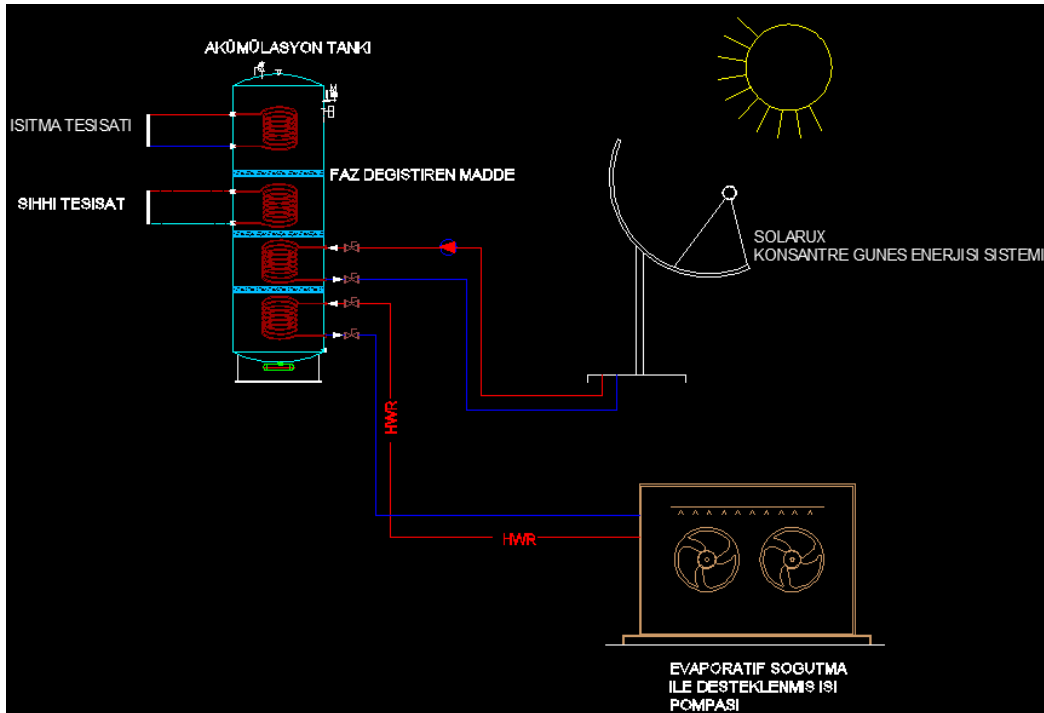 AKÜMÜLASYON TANKI
ISITMA TESISATI
FAZ DEGISTIREN MADDE
SIHHI TESISAT
SOLARUX
KONSANTRE GUNES ENERJISI SISTEMI
HWR
HWR
EVAPORATIF SOGUTMA
ILE DESTEKLENMIS ISI
POMPASI